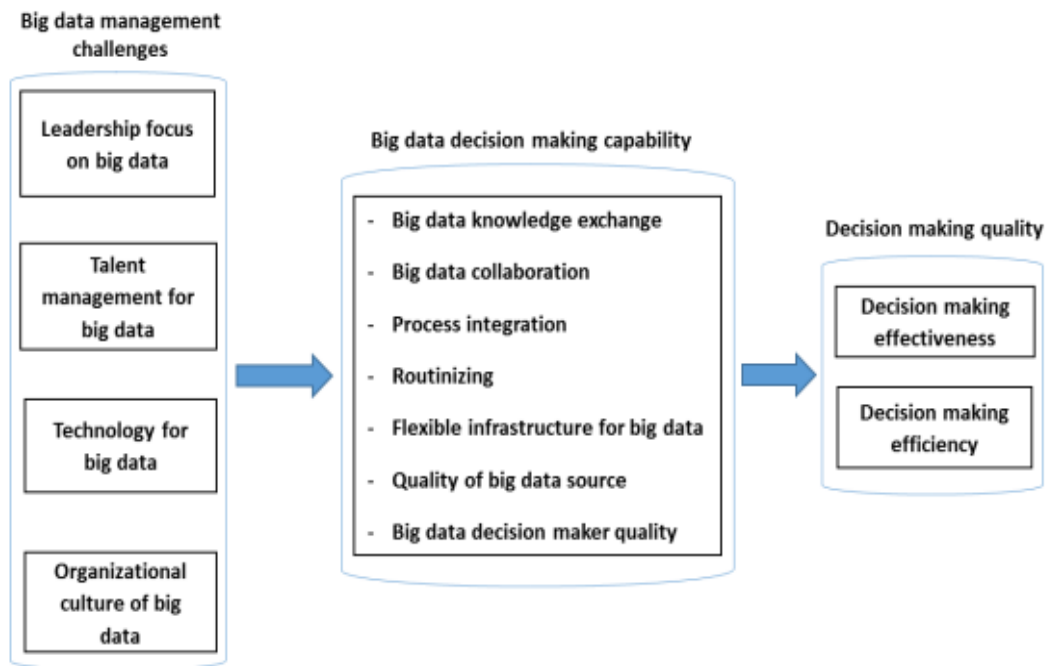 Big data management
challenges
Leadership focus
on big data
Talent
management for
big data
Technology for
big data
Organizational
culture of big
data
Big data decision making capability
- Big data knowledge exchange
- Big data collaboration
- Process integration
- Routinizing
- Flexible infrastructure for big data
- Quality of big data source
- Big data decision maker quality
Decision making quality
Decision making
effectiveness
Decision making
efficiency